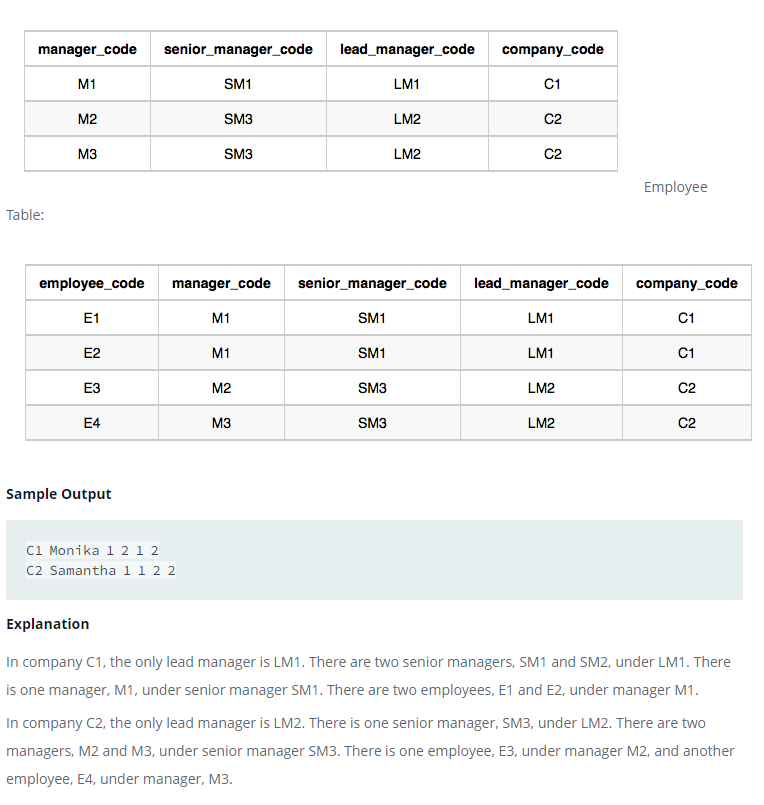 manager_code senior_manager_code lead_manager_code company_code
M1 SM1 LM1 C1
M2 SM3 LM2 C2
M3 SM3 LM2 C2
Employee
Table:
employee_code manager_code senior_manager_code lead_manager_code company_code
E1 M1 SM1 LM1 C1
E2 M1 SM1 LM1 C1
E3 M2 SM3 LM2 C2
E4 M3 SM3 LM2 C2
Sample Output
C1 Monika 1 2 1 2
C2 Samantha 1 1 2 2
Explanation
In company C1, the only lead manager is LM1. There are two senior managers, SM1 and SM2, under LM1. There
is one manager, M1, under senior manager SM1. There are two employees, E1 and E2, under manager M1.
In company C2, the only lead manager is LM2. There is one senior manager, SM3, under LM2. There are two
managers, M2 and M3, under senior manager SM3. There is one employee, E3, under manager M2, and another
employee, E4, under manager, M3.